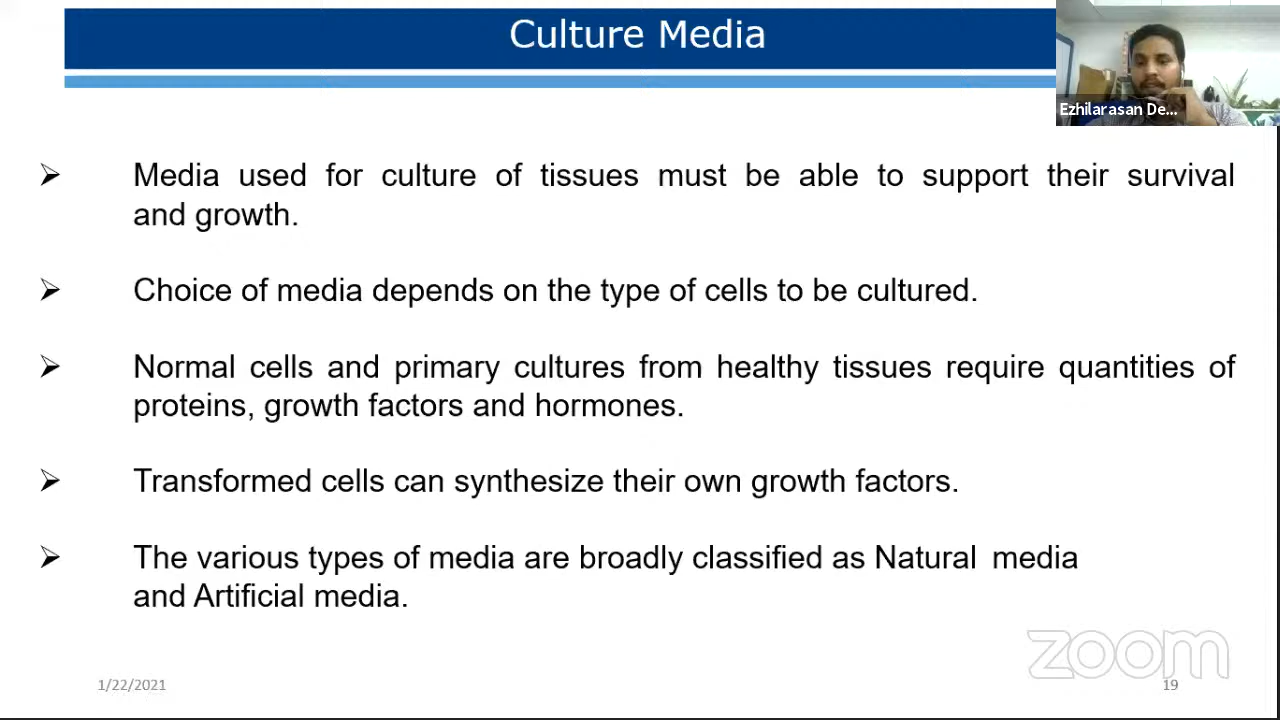 Culture Media
Ezhilarasan De...
➢ Media used for culture of tissues must be able to support their survival
and growth.
➢ Choice of media depends on the type of cells to be cultured.
➢ Normal cells and primary cultures from healthy tissues require quantities of
proteins, growth factors and hormones.
➢ Transformed cells can synthesize their own growth factors.
➢ The various types of media are broadly classified as Natural media
and Artificial media.
zoom
1/22/2021
19